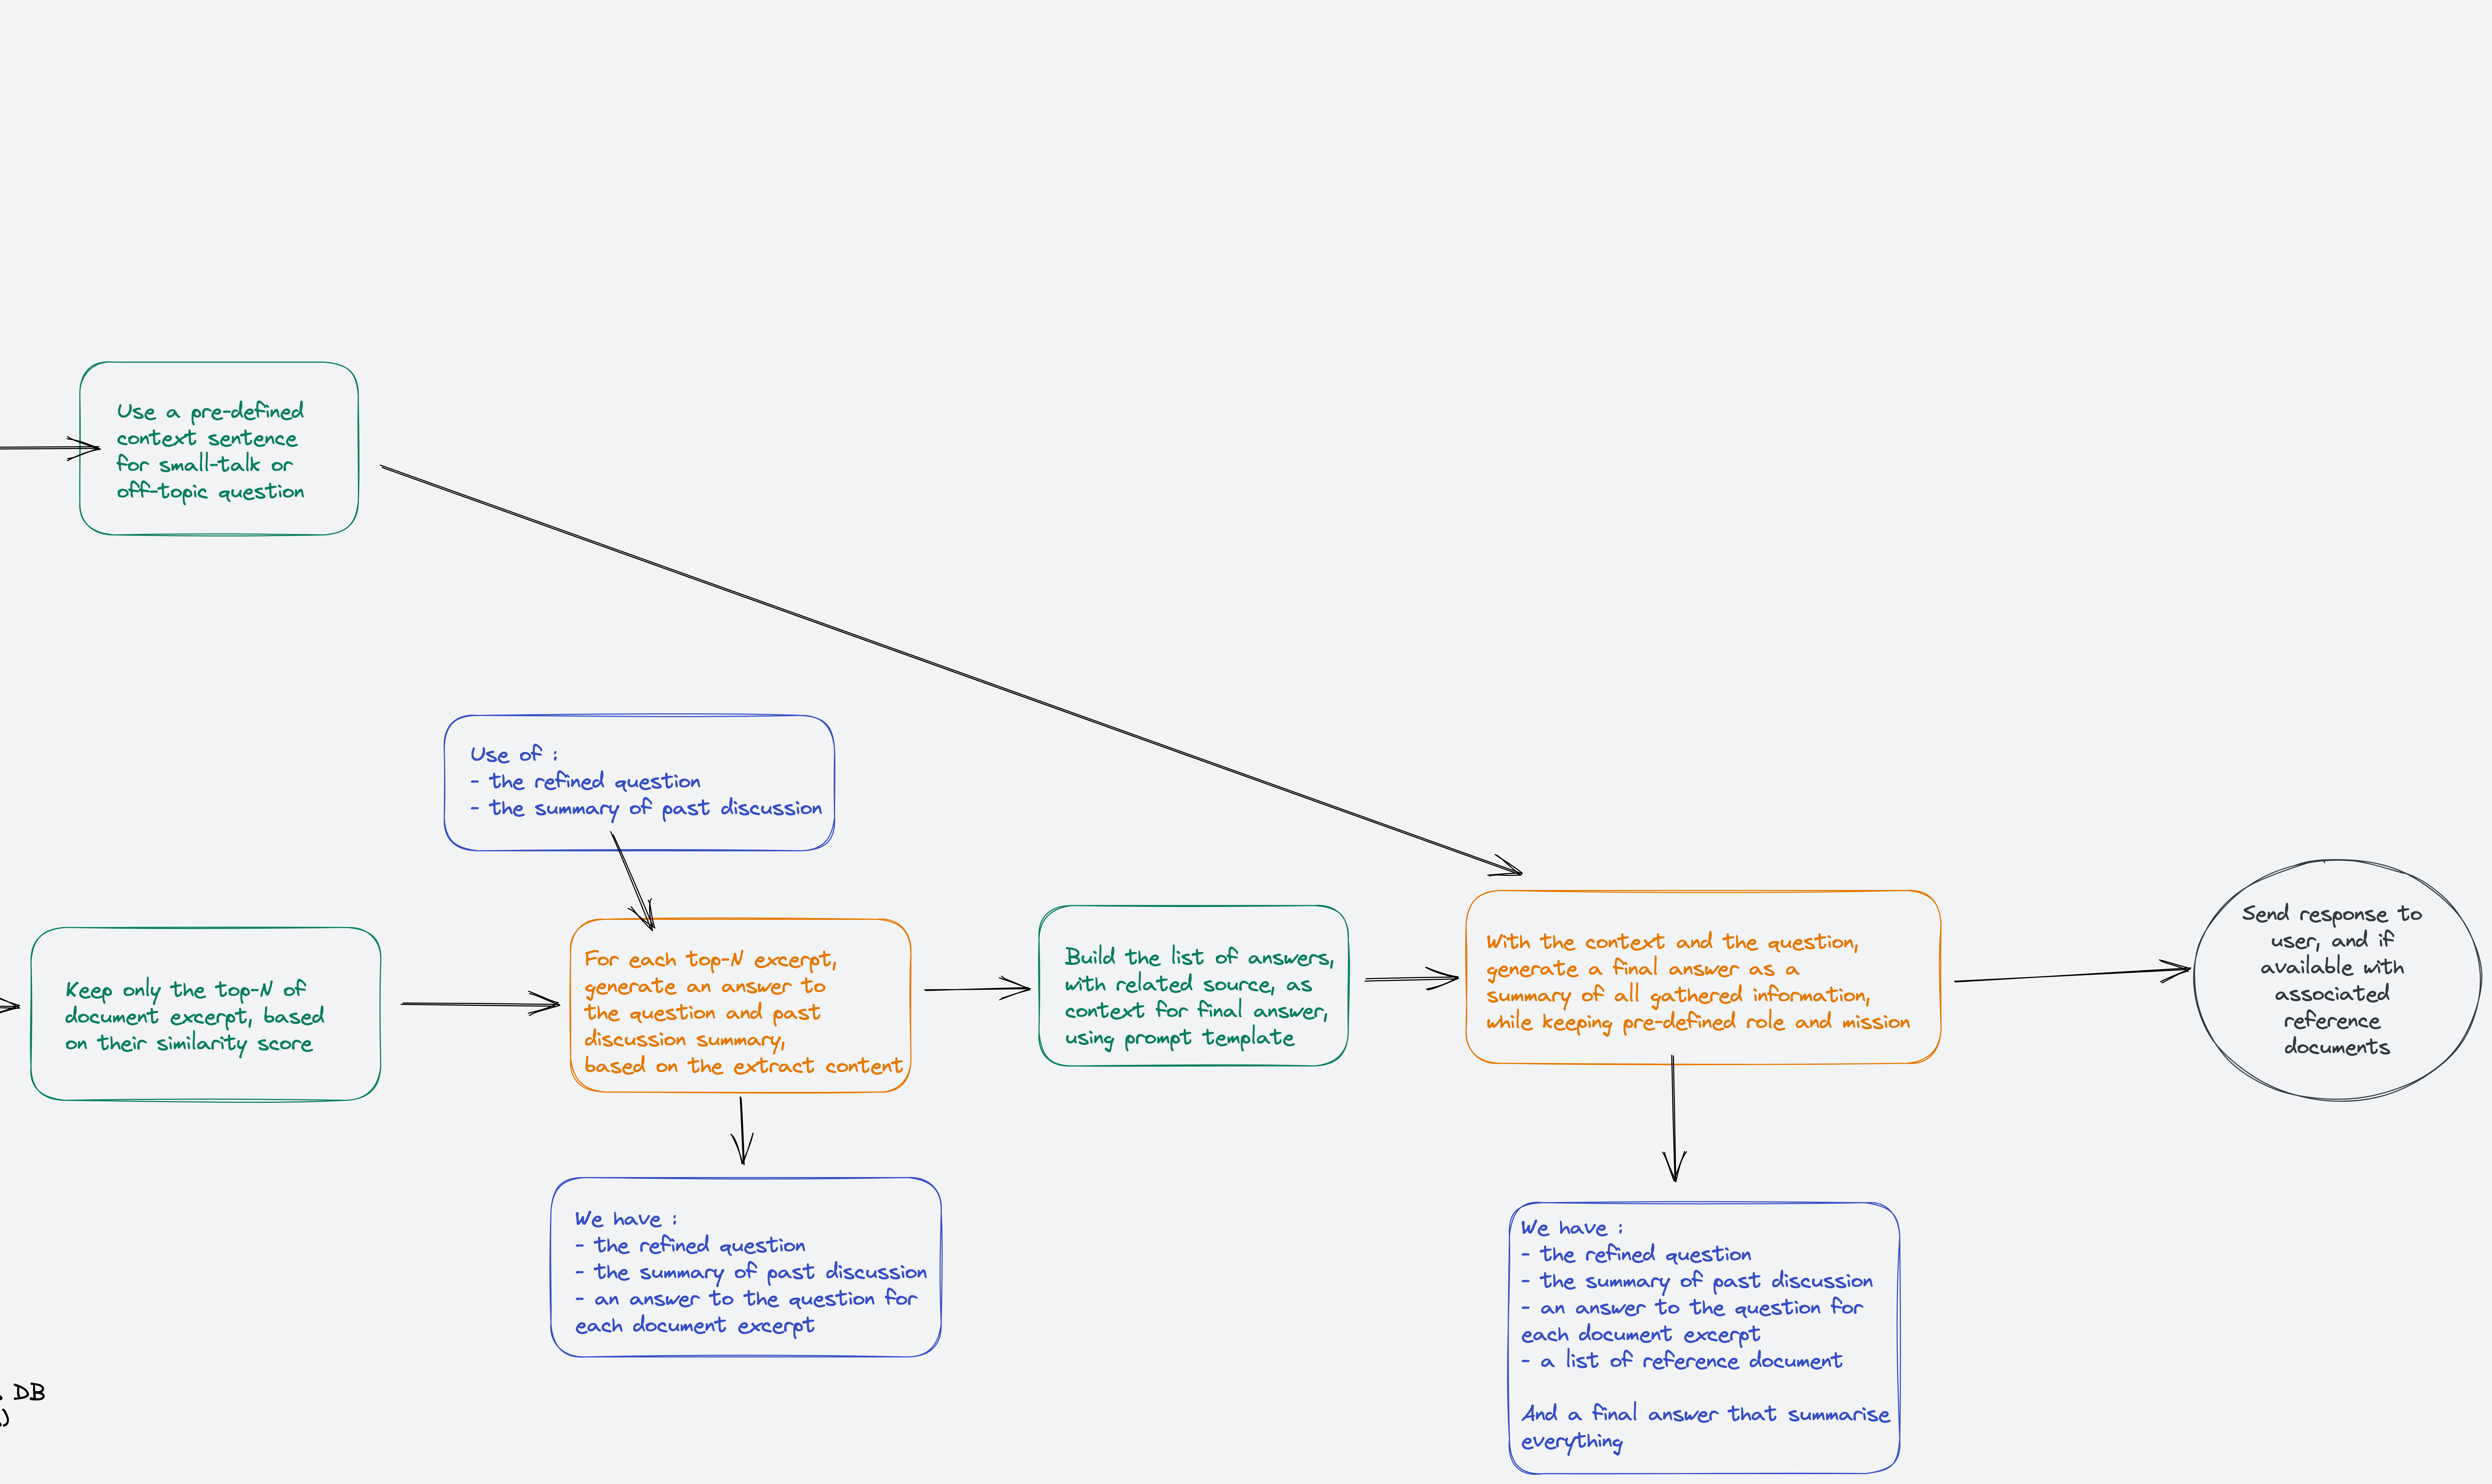 Use a pre-defined
context sentence
for small-talk or
off-topic question
Use of :
- the refined question
- the summary of past discussion
Keep only the top-N of
document excerpt, based
on their similarity score
For each top-N excerpt,
generate an answer to
the question and past
discussion summary,
based on the extract content
Build the list of answers,
with related source, as
context for final answer,
using prompt template
With the context and the question,
generate a final answer as a
summary of all gathered information,
while keeping pre-defined role and mission
Send response to
user, and if
available with
associated
reference
documents
We have :
- the refined question
- the summary of past discussion
- an answer to the question for
each document excerpt
We have :
- the refined question
- the summary of past discussion
- an answer to the question for
each document excerpt
- a list of reference document
And a final answer that summarise
everything
DB